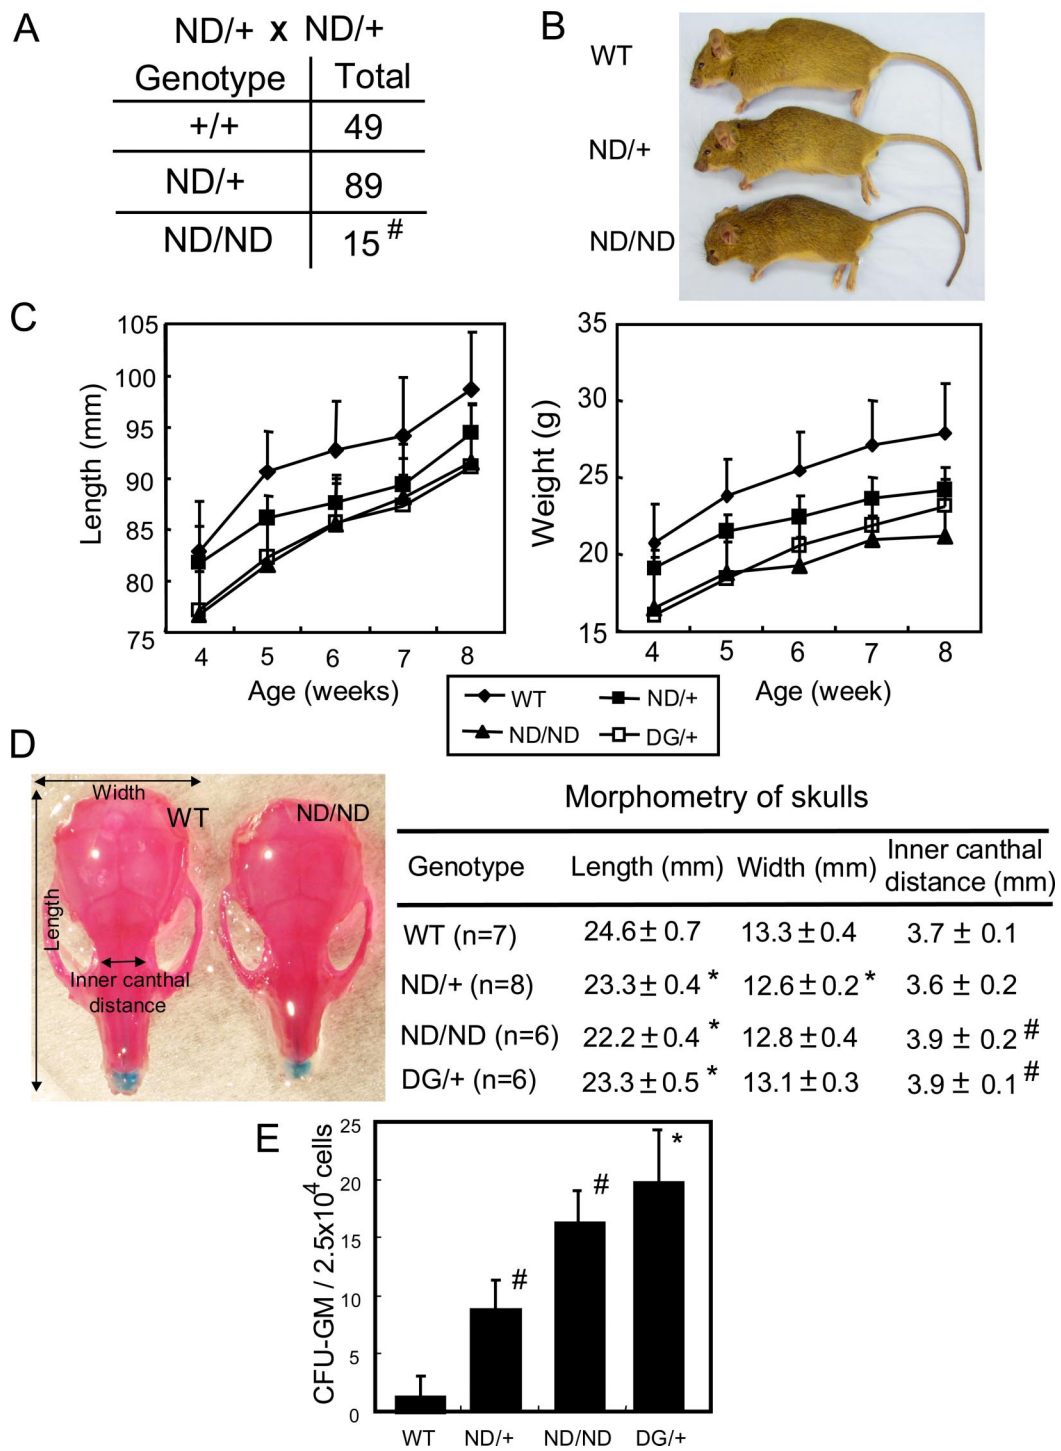 A
ND/+ x ND/+
Genotype Total
+/+ 49
ND/+ 89
ND/ND 15 #
B
WT
ND/+
ND/ND
C
105
100
95
90
85
80
75
Length (mm)
4 5 6 7 8
Age (weeks)
35
30
25
20
15
Weight (g)
4 5 6 7 8
Age (week)
WT ND/+
ND/ND DG/+
D
Width
WT
ND/ND
Length
Inner canthal
distance
Morphometry of skulls
Genotype Length (mm) Width (mm) Inner canthal distance (mm)
WT (n=7) 24.6 ± 0.7 13.3 ± 0.4 3.7 ± 0.1
ND/+ (n=8) 23.3 ± 0.4 * 12.6 ± 0.2 * 3.6 ± 0.2
ND/ND (n=6) 22.2 ± 0.4 * 12.8 ± 0.4 3.9 ± 0.2 #
DG/+ (n=6) 23.3 ± 0.5 * 13.1 ± 0.3 3.9 ± 0.1 #
E
CFU-GM / 2.5x10⁴ cells
25
20
15
10
5
0
# # *
WT ND/+ ND/ND DG/+